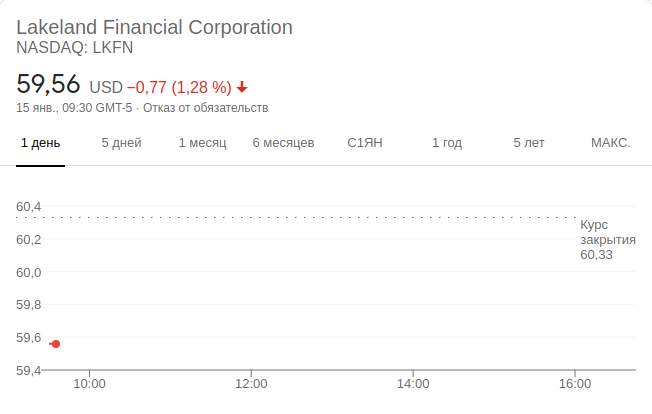 Lakeland Financial Corporation
NASDAQ: LKFN
59,56 USD −0,77 (1,28 %)
15 янв., 09:30 GMT-5 · Отказ от обязательств
1 день 5 дней 1 месяц 6 месяцев С1ЯН 1 год 5 лет МАКС.
60,4
Курс
закрытия
60,33
60,2
60,0
59,8
59,6
59,4
10:00 12:00 14:00 16:00